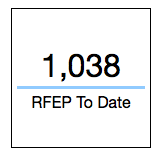 1,038
RFEP To Date